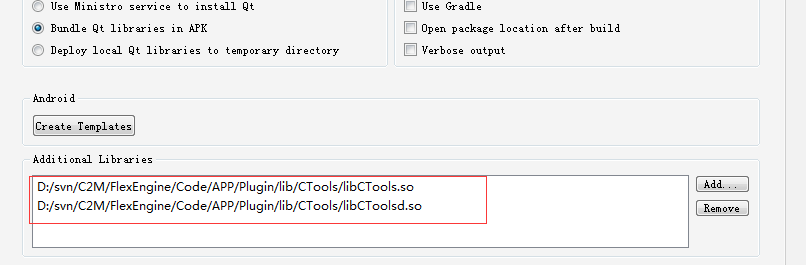 Use Ministro service to install Qt
Use Gradle
Bundle Qt libraries in APK
Open package location after build
Deploy local Qt libraries to temporary directory
Verbose output
Android
Create Templates
Additional Libraries
D:/svn/C2M/FlexEngine/Code/APP/Plugin/lib/CTools/libCTools.so
Add...
D:/svn/C2M/FlexEngine/Code/APP/Plugin/lib/CTools/libCToolsd.so
Remove